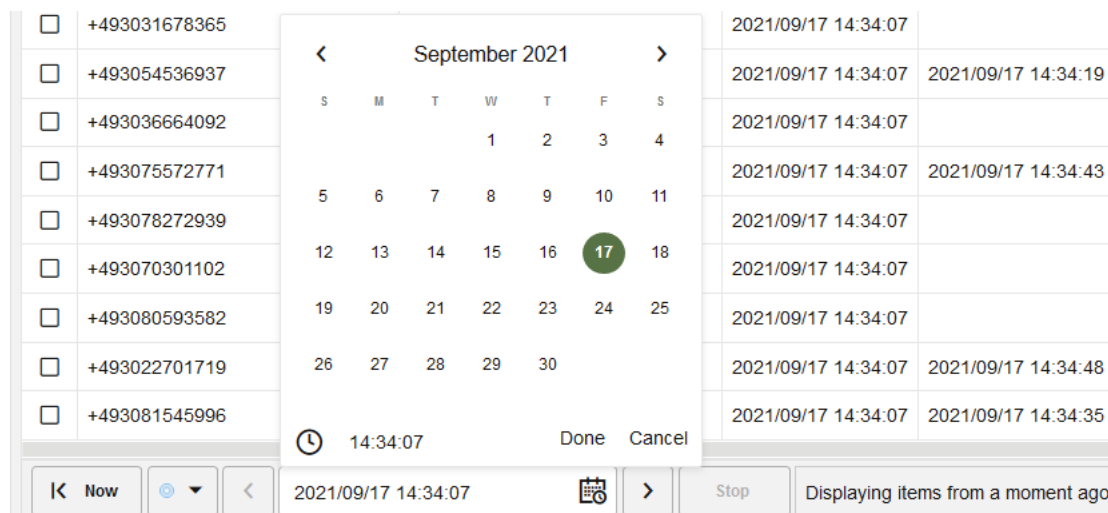 +493031678365 2021/09/17 14:34:07
+493054536937 2021/09/17 14:34:07 2021/09/17 14:34:19
+493036664092 2021/09/17 14:34:07
+493075572771 2021/09/17 14:34:07 2021/09/17 14:34:43
+493078272939 2021/09/17 14:34:07
+493070301102 2021/09/17 14:34:07
+493080593582 2021/09/17 14:34:07
+493022701719 2021/09/17 14:34:07 2021/09/17 14:34:48
+493081545996 2021/09/17 14:34:07 2021/09/17 14:34:35
September 2021
S M T W T F S
1 2 3 4
5 6 7 8 9 10 11
12 13 14 15 16 17 18
19 20 21 22 23 24 25
26 27 28 29 30
14:34:07 Done Cancel
Now 2021/09/17 14:34:07 Stop Displaying items from a moment ago